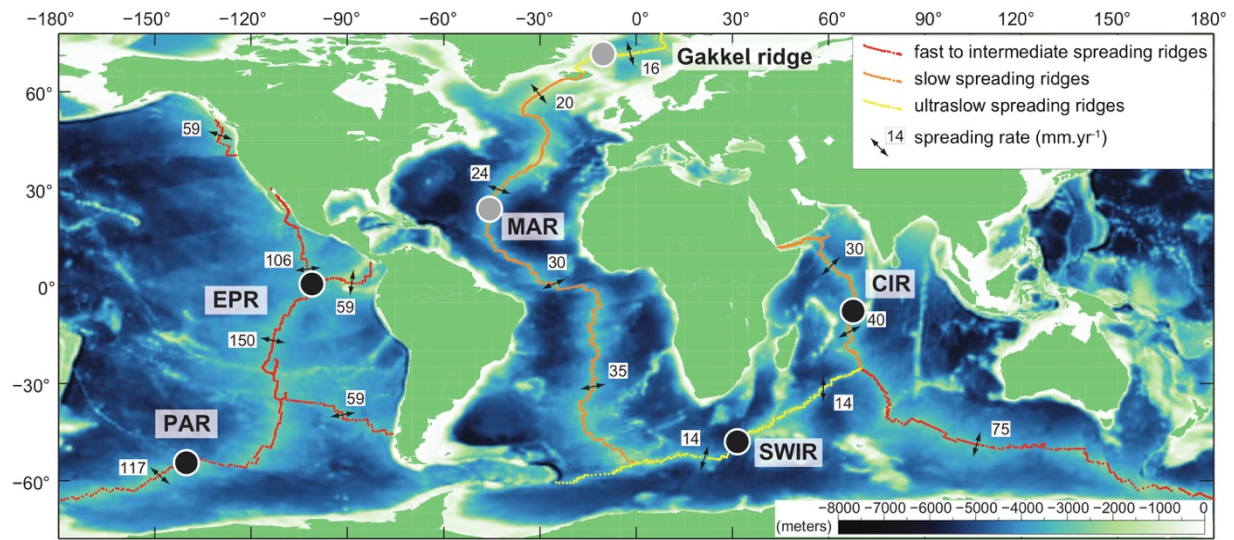 −180° −150° −120° −90° −60° −30° 0° 30° 60° 90° 120° 150° 180°
Gakkel ridge
16
fast to intermediate spreading ridges
slow spreading ridges
ultraslow spreading ridges
14 spreading rate (mm.yr⁻¹)
60°
20
59
30°
24
MAR
106
30
30
CIR
0°
EPR
59
40
150
−30°
35
59
14
PAR
14
75
SWIR
117
−60°
−8000 −7000 −6000 −5000 −4000 −3000 −2000 −1000 0
(meters)